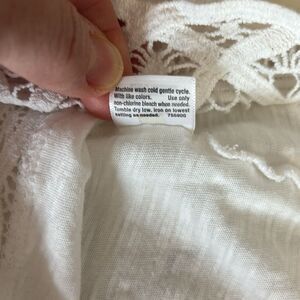 Machine wash cold gentle cycle.
With like colors. Use only
non-chlorine bleach when needed.
Tumble dry low. Iron on lowest
setting as needed. 756800